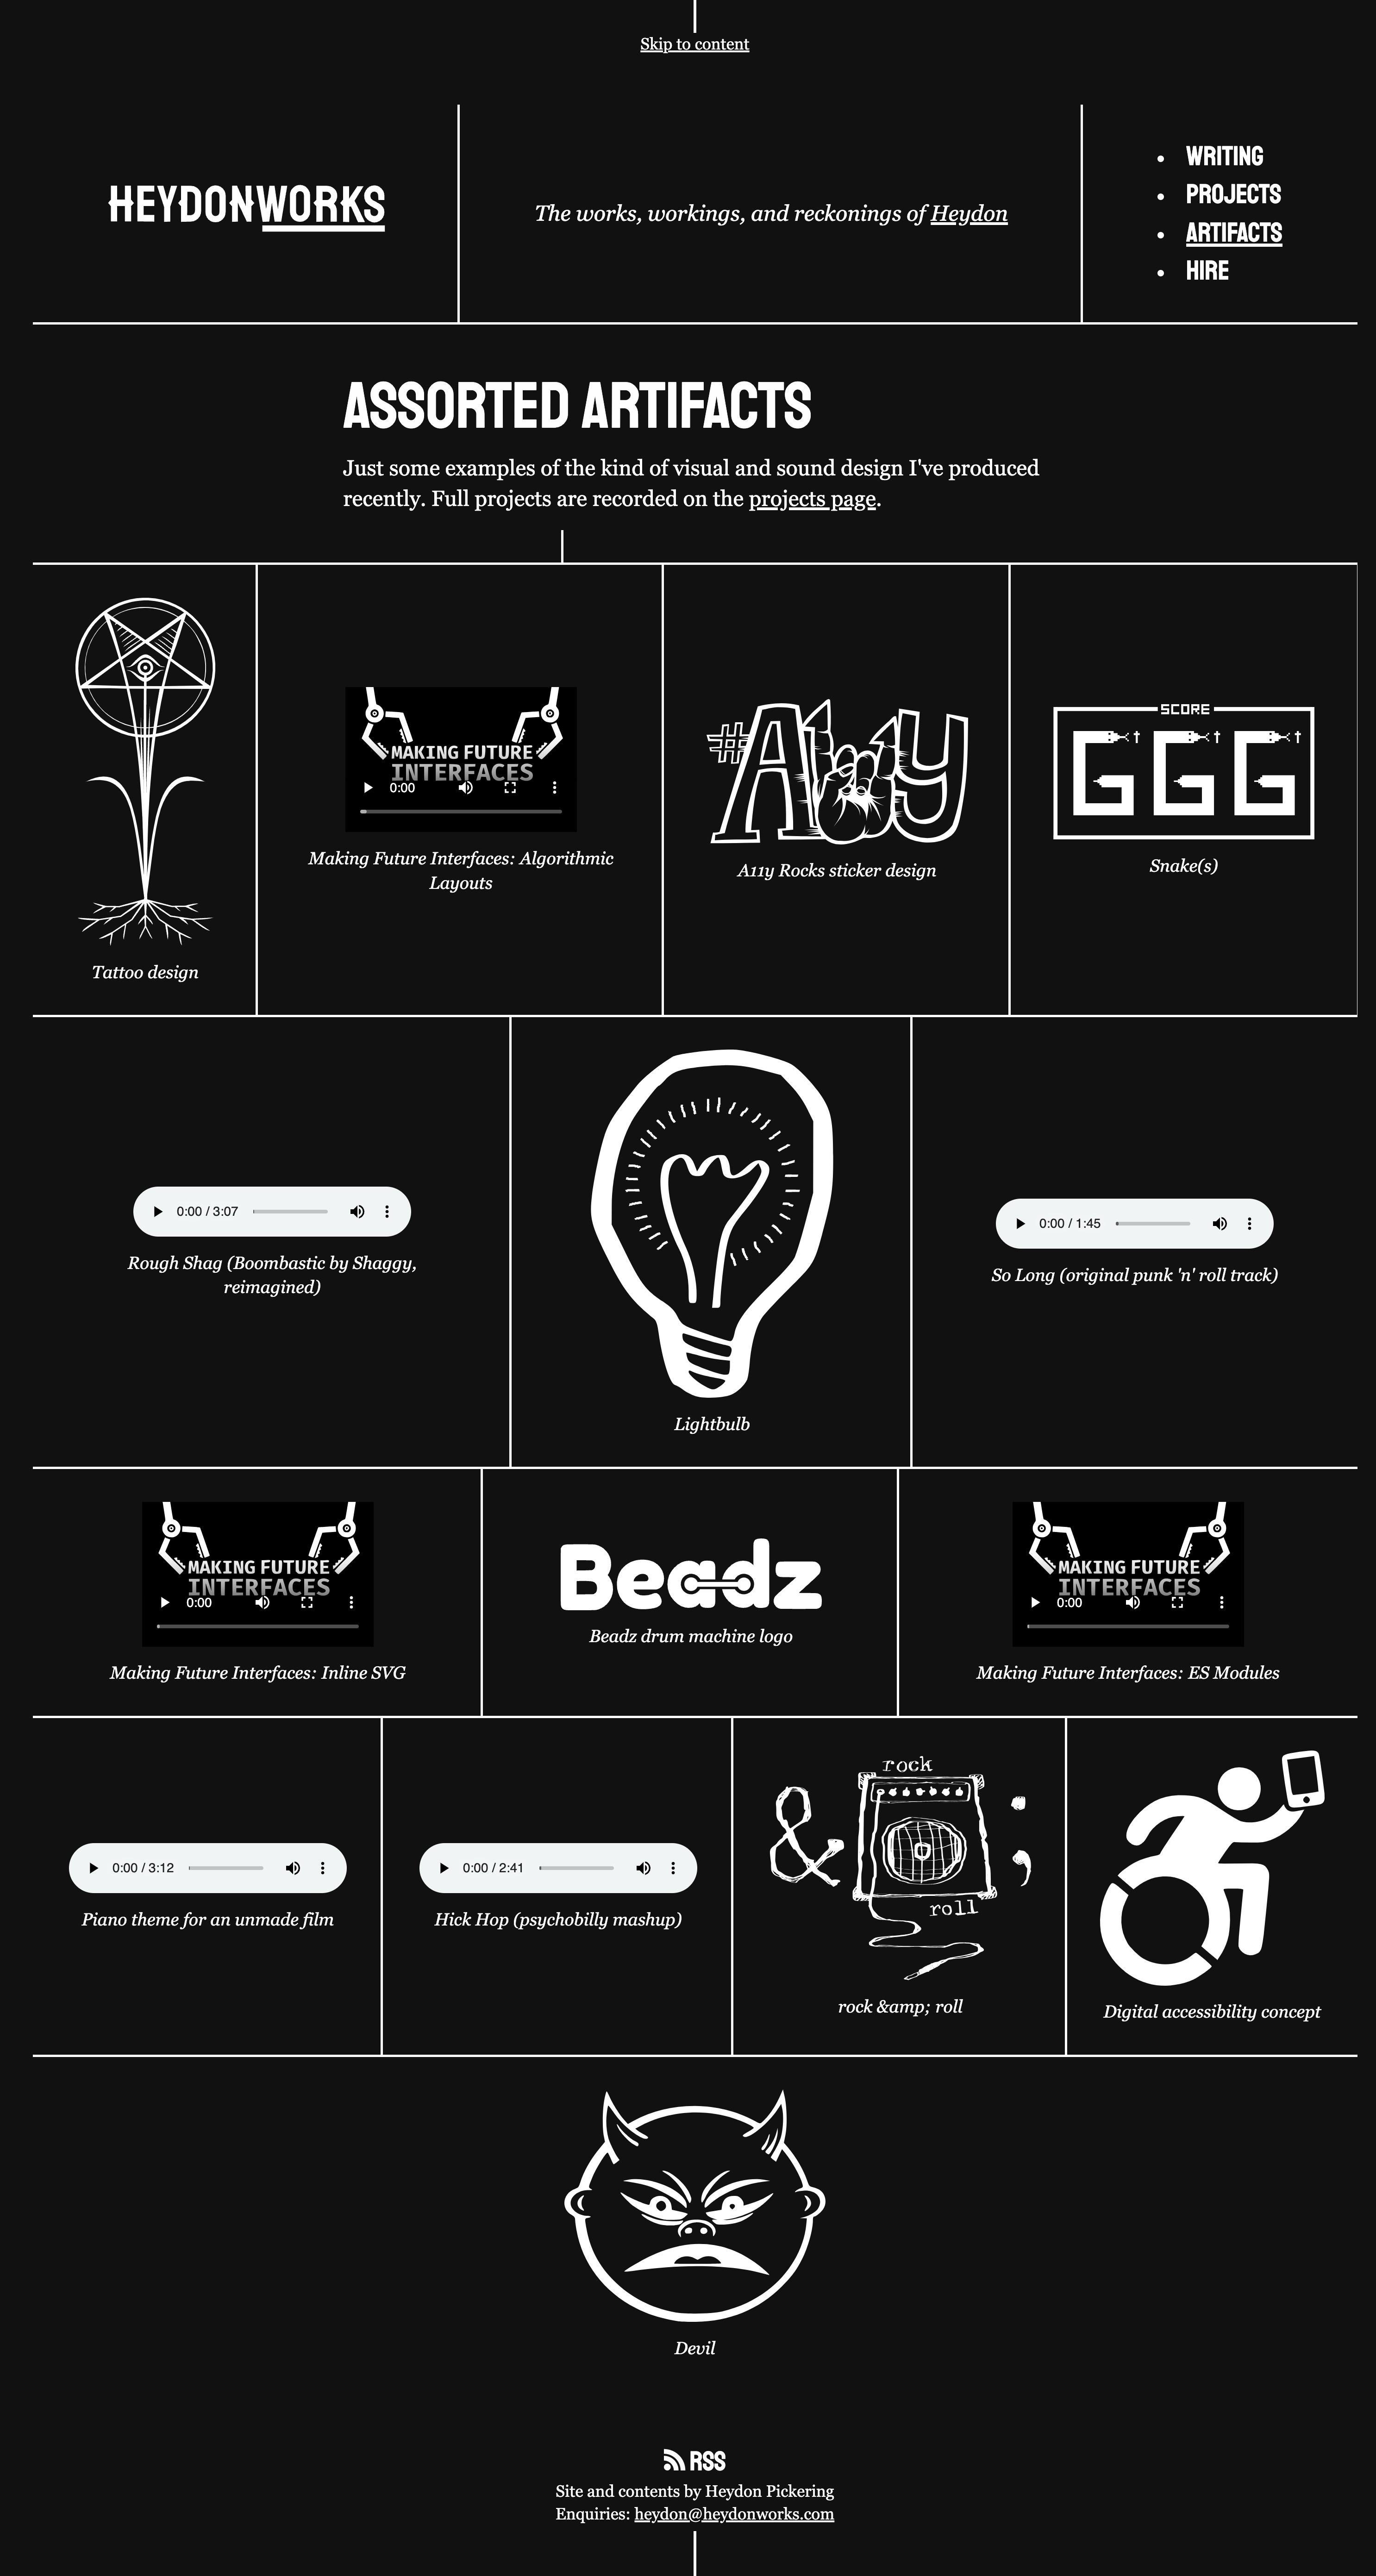 Skip to content
HEYDONWORKS
The works, workings, and reckonings of Heydon
WRITING
PROJECTS
ARTIFACTS
HIRE
ASSORTED ARTIFACTS
Just some examples of the kind of visual and sound design I've produced
recently. Full projects are recorded on the projects page.
Tattoo design
MAKING FUTURE
INTERFACES
0:00
Making Future Interfaces: Algorithmic
Layouts
#A11y
A11y Rocks sticker design
SCORE
GGG
Snake(s)
0:00 / 3:07
Rough Shag (Boombastic by Shaggy,
reimagined)
Lightbulb
0:00 / 1:45
So Long (original punk 'n' roll track)
MAKING FUTURE
INTERFACES
0:00
Making Future Interfaces: Inline SVG
Beadz
Beadz drum machine logo
MAKING FUTURE
INTERFACES
0:00
Making Future Interfaces: ES Modules
0:00 / 3:12
Piano theme for an unmade film
0:00 / 2:41
Hick Hop (psychobilly mashup)
rock
& ;
roll
rock &amp; roll
Digital accessibility concept
Devil
RSS
Site and contents by Heydon Pickering
Enquiries: heydon@heydonworks.com